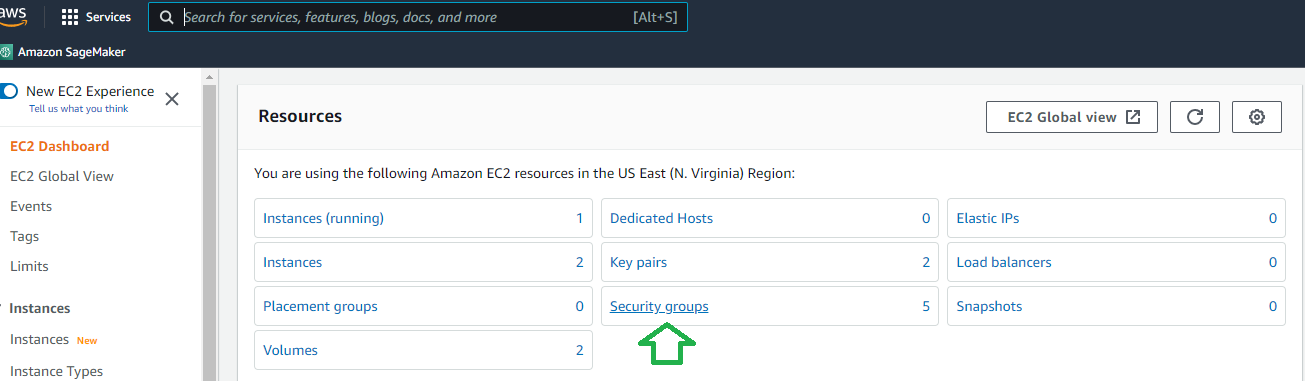 aws
Services
Search for services, features, blogs, docs, and more
[Alt+S]
Amazon SageMaker
New EC2 Experience
Tell us what you think
EC2 Dashboard
EC2 Global View
Events
Tags
Limits
Instances
Instances New
Instance Types
Resources
EC2 Global view
You are using the following Amazon EC2 resources in the US East (N. Virginia) Region:
Instances (running) 1
Dedicated Hosts 0
Elastic IPs 0
Instances 2
Key pairs 2
Load balancers 0
Placement groups 0
Security groups 5
Snapshots 0
Volumes 2